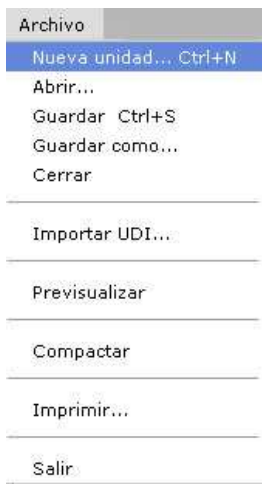 Archivo
Nueva unidad... Ctrl+N
Abrir...
Guardar Ctrl+S
Guardar como...
Cerrar
Importar UDI...
Previsualizar
Compactar
Imprimir...
Salir